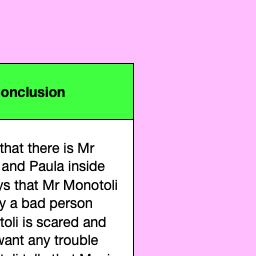 onclusion
that there is Mr
and Paula inside
ys that Mr Monotoli
y a bad person
toli is scared and
want any trouble